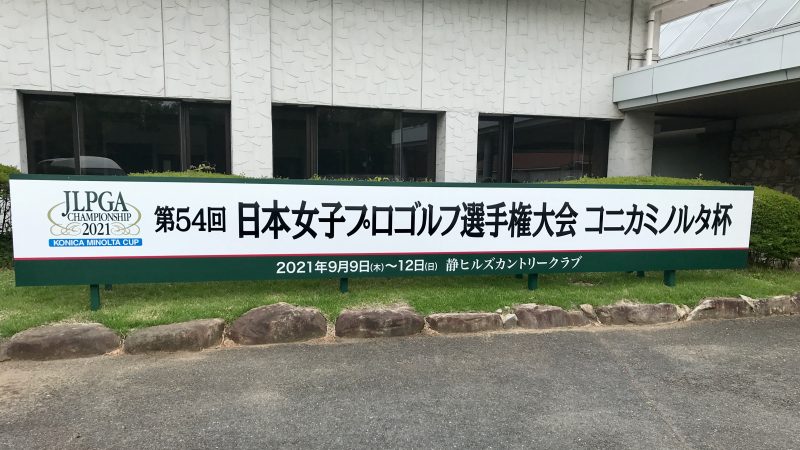 JLPGA
CHAMPIONSHIP
2021
KONICA MINOLTA CUP
第54回 日本女子プロゴルフ選手権大会 コニカミノルタ杯
2021年9月9日(木)～12日(日) 静ヒルズカントリークラブ